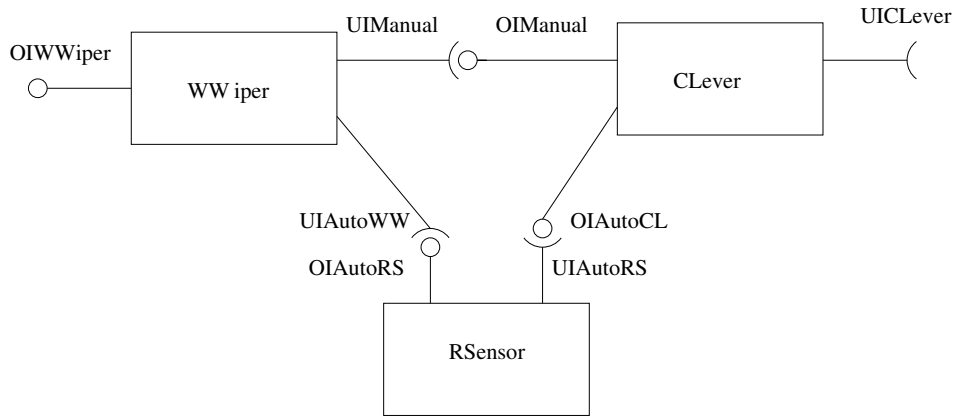 UIManual
OIManual
UICLever
OIWWiper
WW iper
CLever
UIAutoWW
OIAutoCL
OIAutoRS
UIAutoRS
RSensor